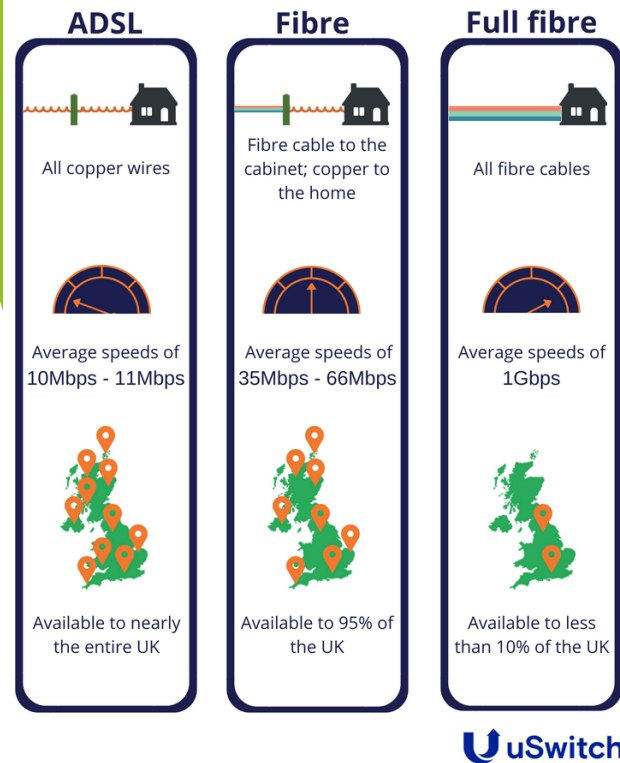 ADSL
All copper wires
Average speeds of
10Mbps - 11Mbps
Available to nearly
the entire UK
Fibre
Fibre cable to the
cabinet; copper to
the home
Average speeds of
35Mbps - 66Mbps
Available to 95% of
the UK
Full fibre
All fibre cables
Average speeds of
1Gbps
Available to less
than 10% of the UK
uSwitch